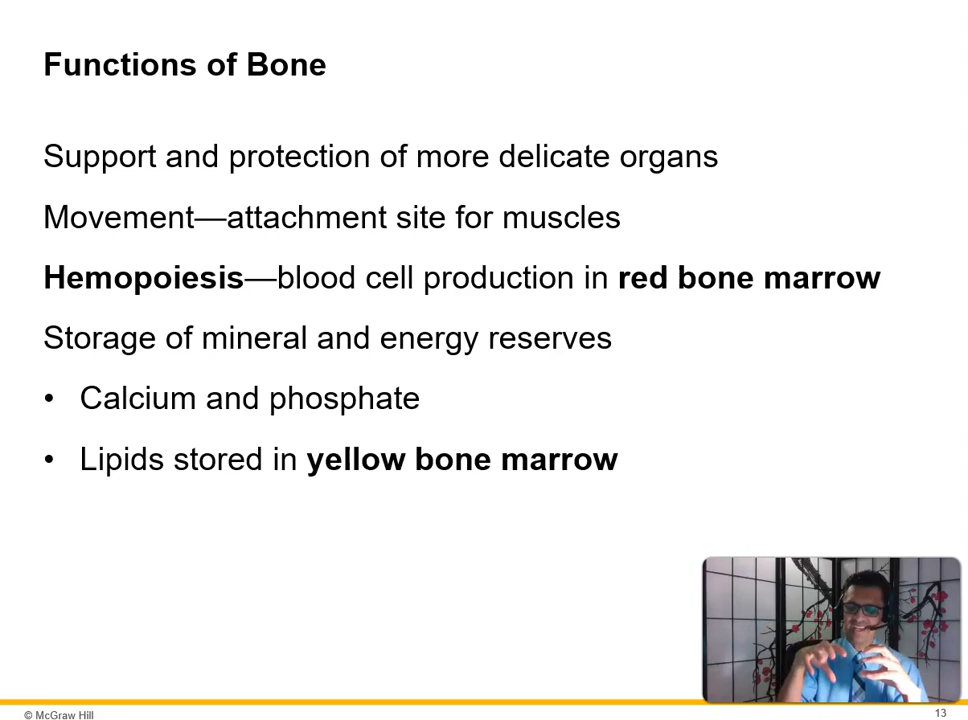 Functions of Bone
Support and protection of more delicate organs
Movement—attachment site for muscles
Hemopoiesis—blood cell production in red bone marrow
Storage of mineral and energy reserves
• Calcium and phosphate
• Lipids stored in yellow bone marrow
© McGraw Hill
13